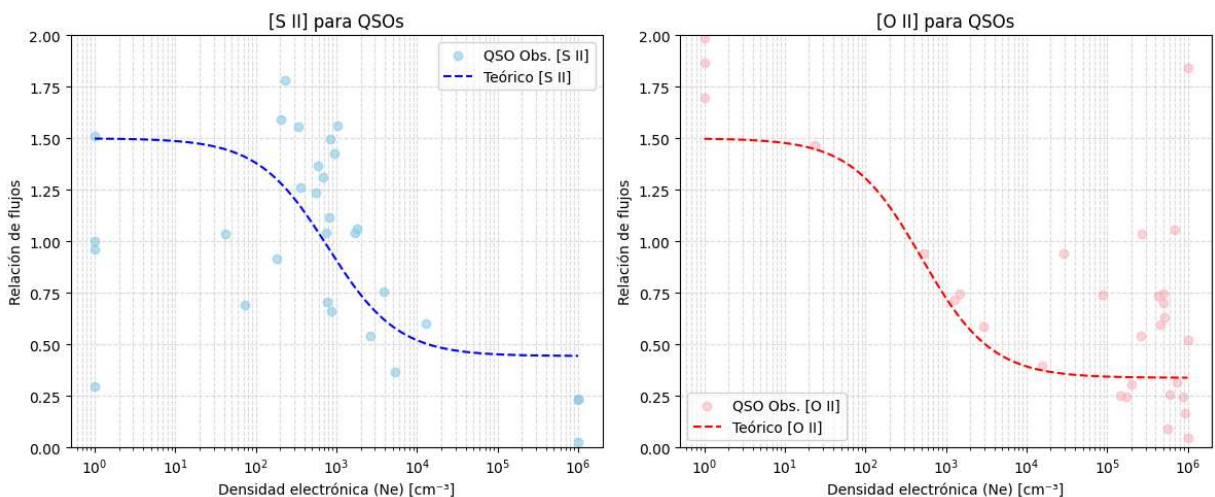 [S II] para QSOs
2.00
1.75
1.50
1.25
1.00
0.75
0.50
0.25
0.00
Relación de flujos
QSO Obs. [S II]
Teórico [S II]
10⁰ 10¹ 10² 10³ 10⁴ 10⁵ 10⁶
Densidad electrónica (Ne) [cm⁻³]
[O II] para QSOs
2.00
1.75
1.50
1.25
1.00
0.75
0.50
0.25
0.00
Relación de flujos
QSO Obs. [O II]
Teórico [O II]
10⁰ 10¹ 10² 10³ 10⁴ 10⁵ 10⁶
Densidad electrónica (Ne) [cm⁻³]